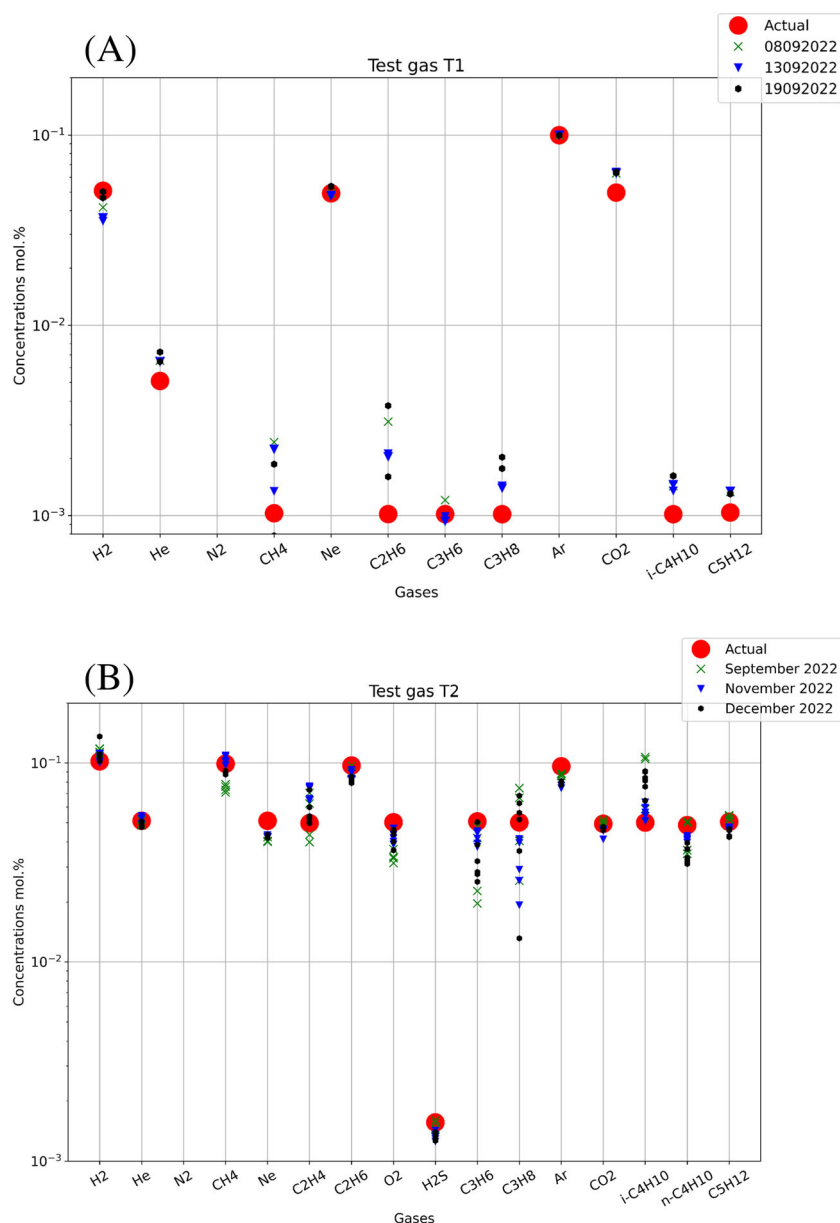 (A)
Test gas T1
Actual
08092022
13092022
19092022
Concentrations mol.%
10⁻¹
10⁻²
10⁻³
H2 He N2 CH4 Ne C2H6 C3H6 C3H8 Ar CO2 i-C4H10 C5H12
Gases
(B)
Test gas T2
Actual
September 2022
November 2022
December 2022
Concentrations mol.%
10⁻¹
10⁻²
10⁻³
H2 He N2 CH4 Ne C2H4 C2H6 O2 H2S C3H6 C3H8 Ar CO2 i-C4H10 n-C4H10 C5H12
Gases